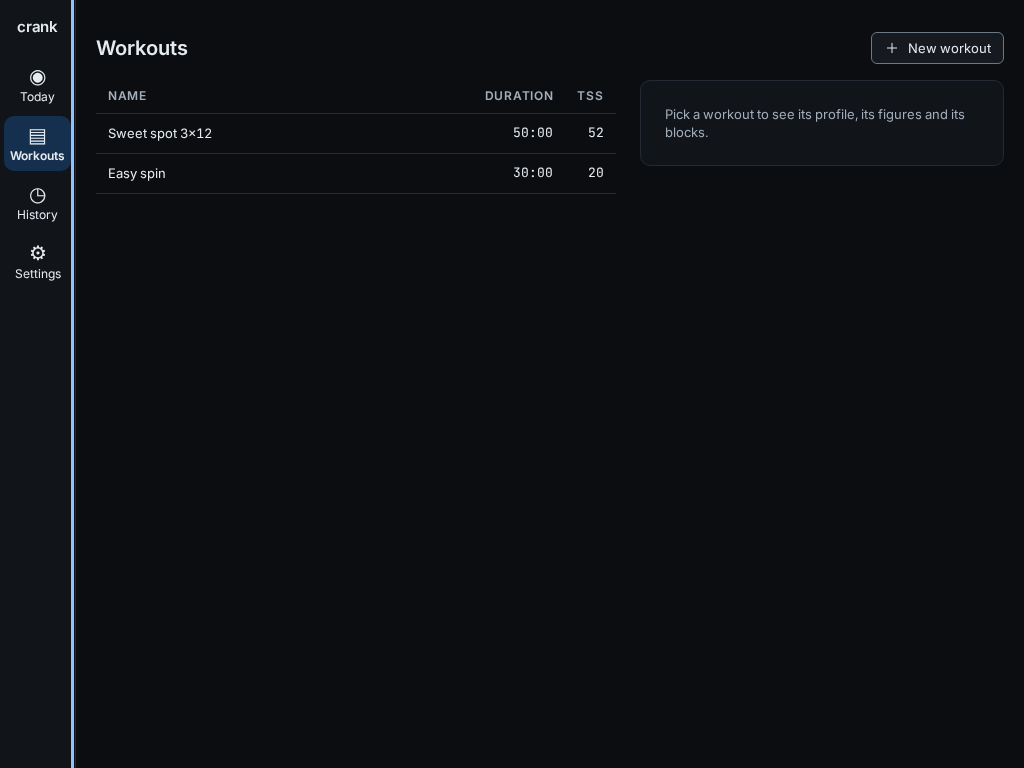 crank
Today
Workouts
History
Settings
Workouts
+ New workout
NAME DURATION TSS
Sweet spot 3×12 50:00 52
Easy spin 30:00 20
Pick a workout to see its profile, its figures and its
blocks.